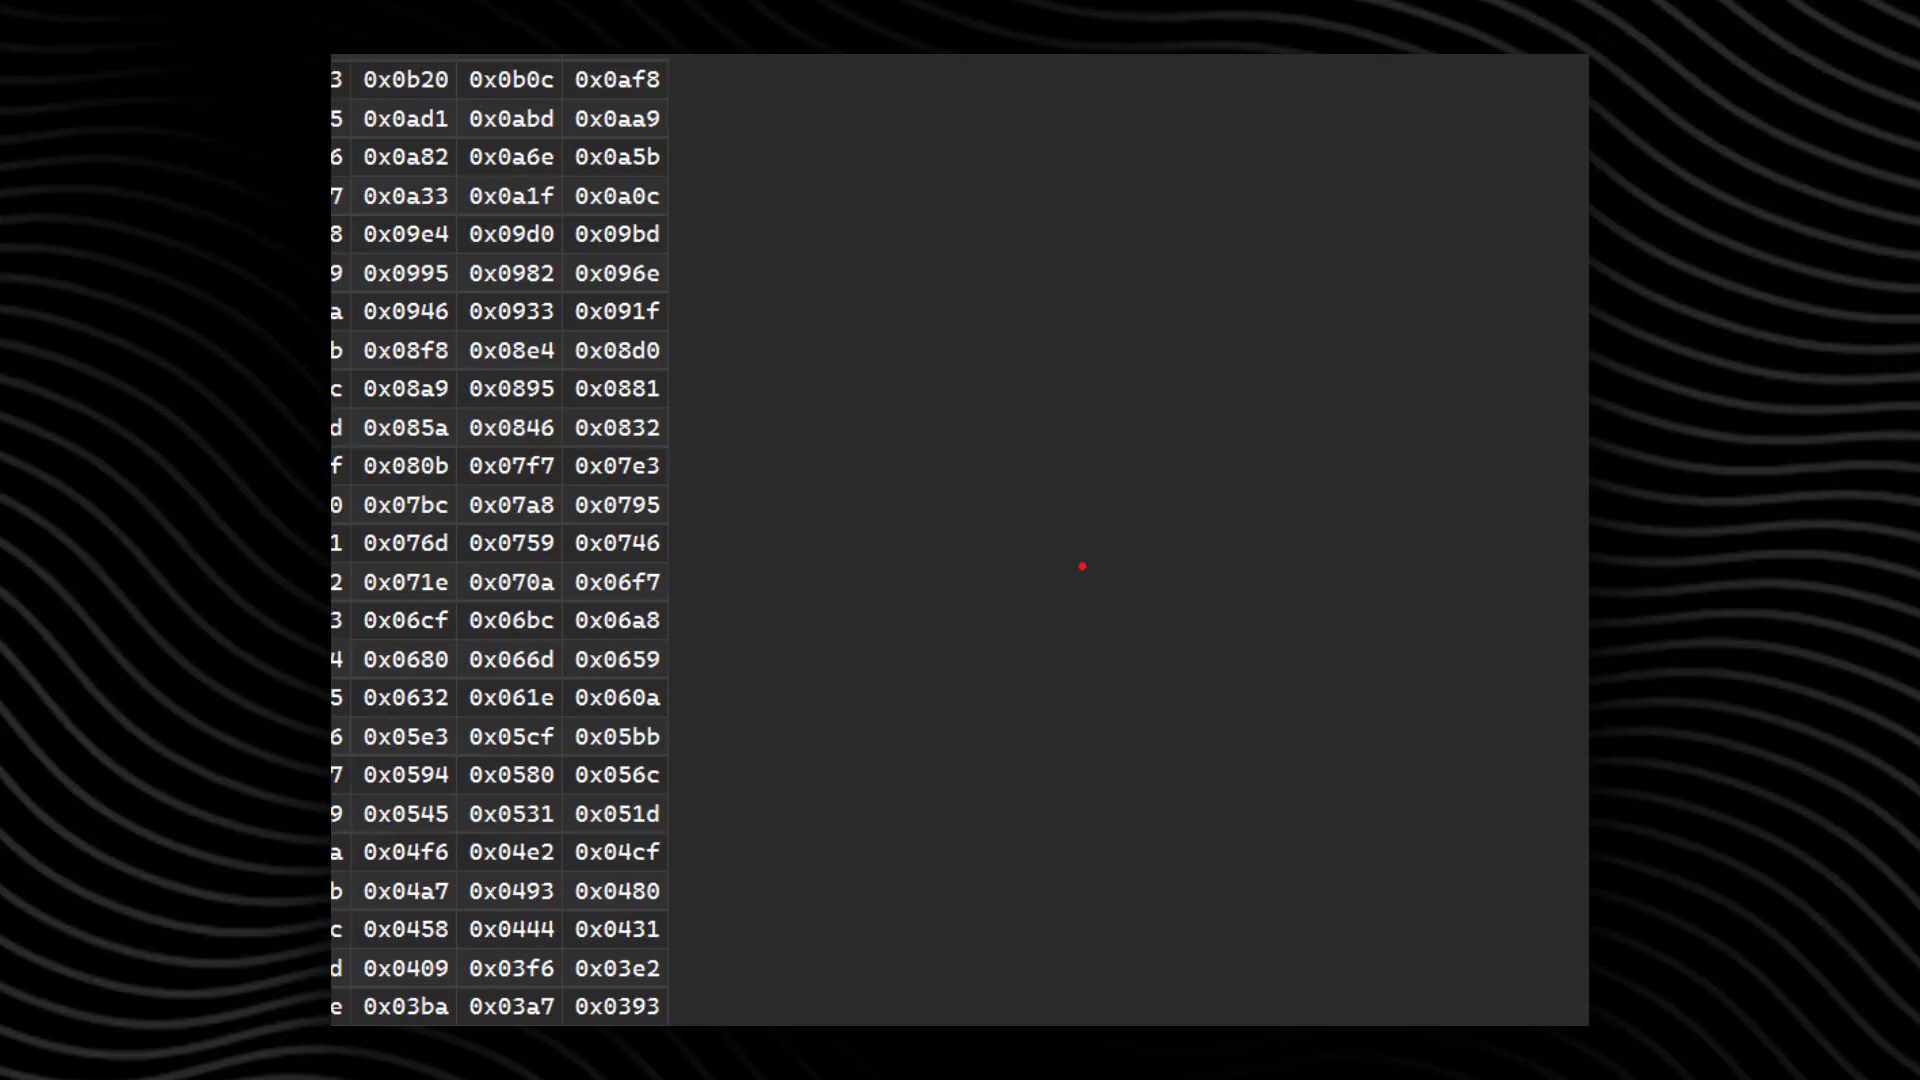 3 0x0b20 0x0b0c 0x0af8
5 0x0ad1 0x0abd 0x0aa9
6 0x0a82 0x0a6e 0x0a5b
7 0x0a33 0x0a1f 0x0a0c
8 0x09e4 0x09d0 0x09bd
9 0x0995 0x0982 0x096e
a 0x0946 0x0933 0x091f
b 0x08f8 0x08e4 0x08d0
c 0x08a9 0x0895 0x0881
d 0x085a 0x0846 0x0832
f 0x080b 0x07f7 0x07e3
0 0x07bc 0x07a8 0x0795
1 0x076d 0x0759 0x0746
2 0x071e 0x070a 0x06f7
3 0x06cf 0x06bc 0x06a8
4 0x0680 0x066d 0x0659
5 0x0632 0x061e 0x060a
6 0x05e3 0x05cf 0x05bb
7 0x0594 0x0580 0x056c
9 0x0545 0x0531 0x051d
a 0x04f6 0x04e2 0x04cf
b 0x04a7 0x0493 0x0480
c 0x0458 0x0444 0x0431
d 0x0409 0x03f6 0x03e2
e 0x03ba 0x03a7 0x0393